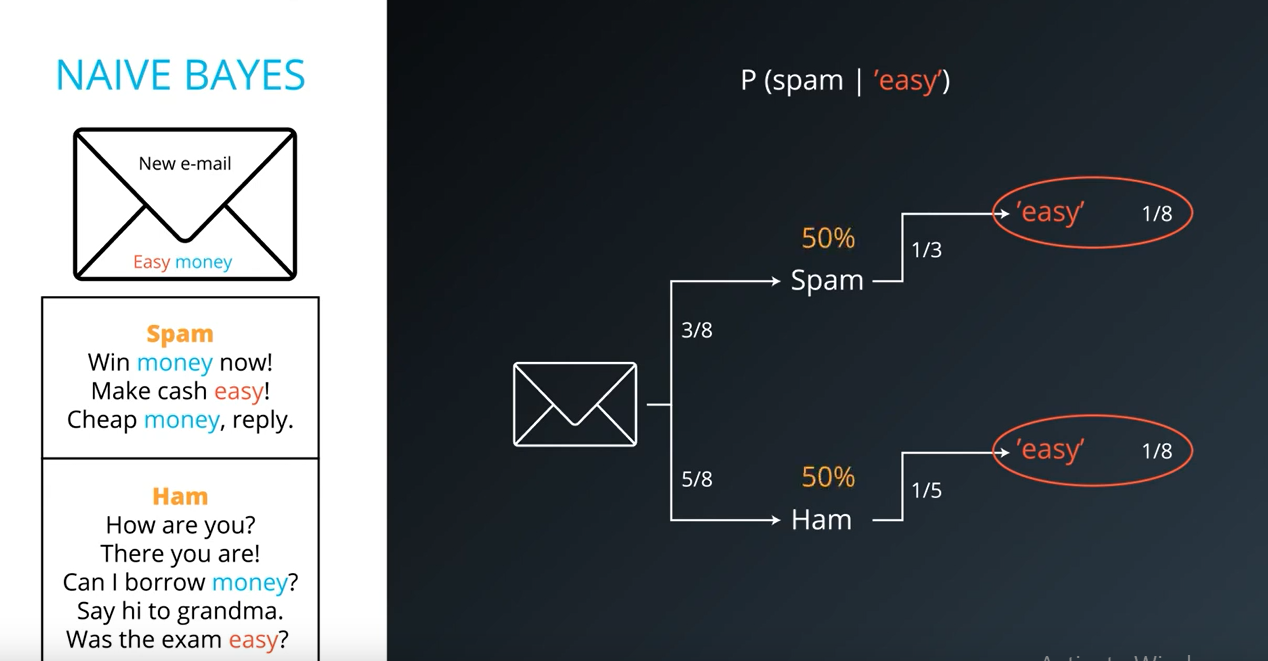 NAIVE BAYES
New e-mail
Easy money
Spam
Win money now!
Make cash easy!
Cheap money, reply.
Ham
How are you?
There you are!
Can I borrow money?
Say hi to grandma.
Was the exam easy?
P (spam | ’easy’)
’easy’ 1/8
50%
1/3
Spam
3/8
’easy’ 1/8
5/8
50%
1/5
Ham